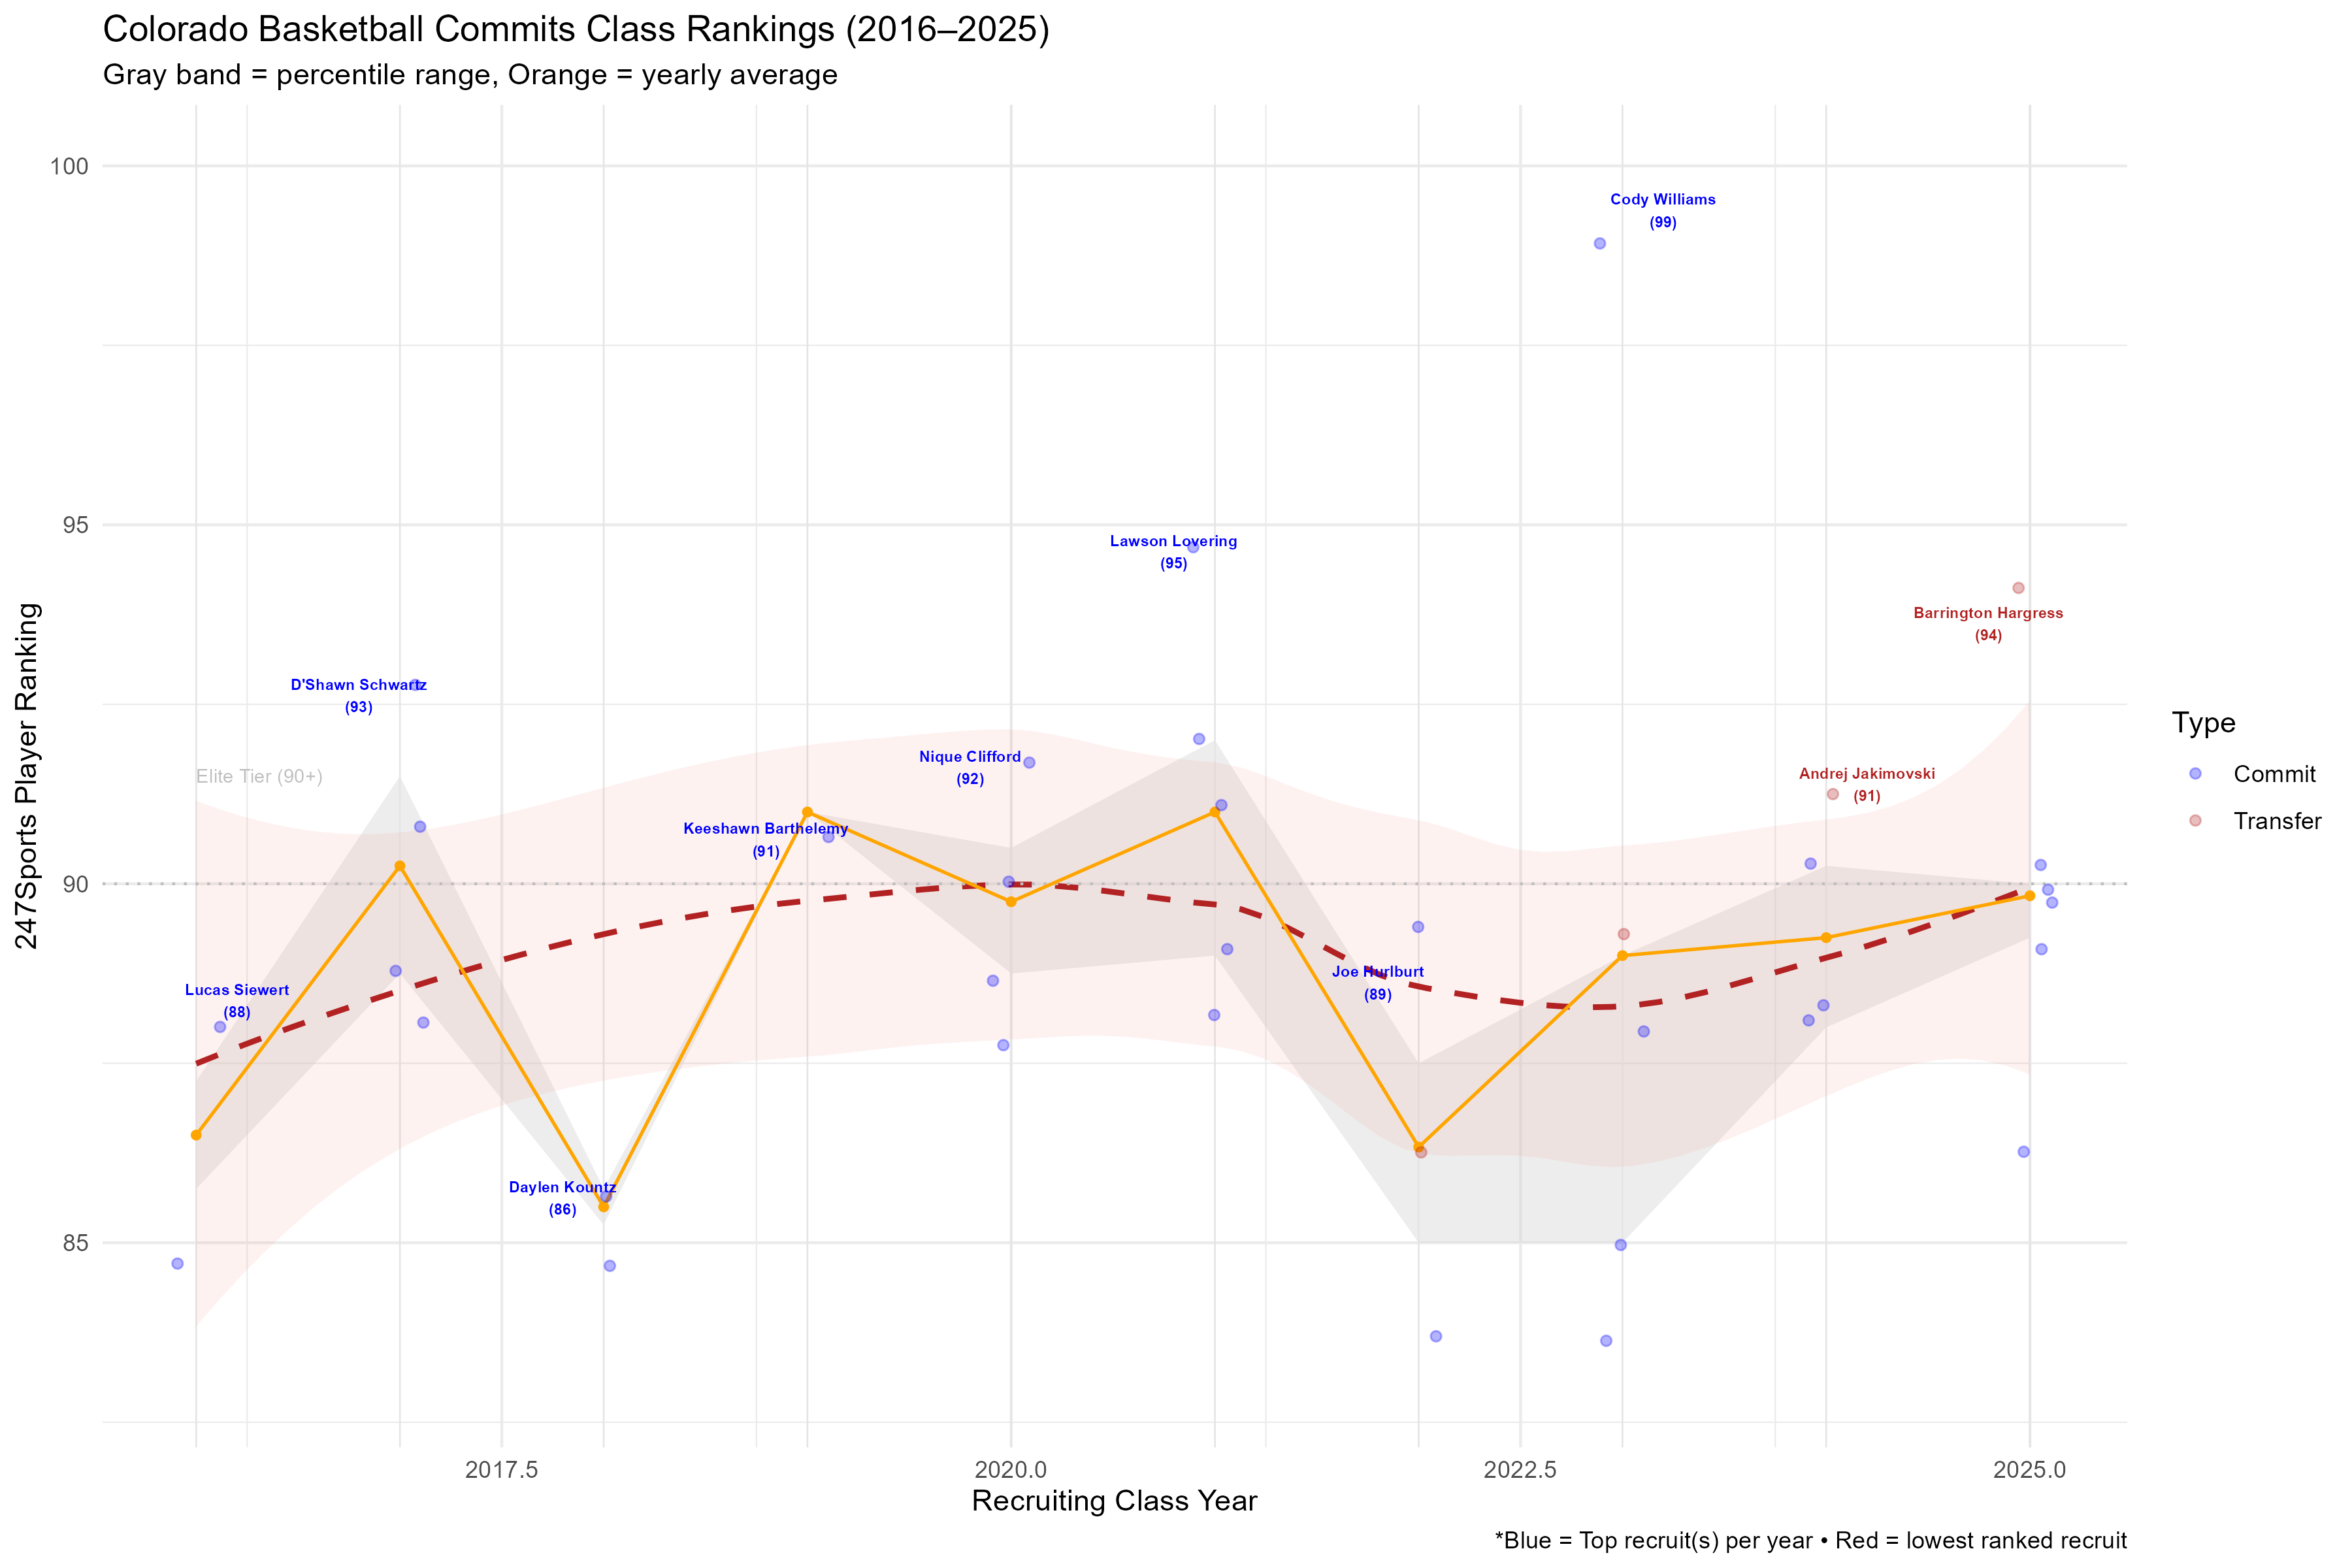 Colorado Basketball Commits Class Rankings (2016–2025)
Gray band = percentile range, Orange = yearly average
100
95
90
85
247Sports Player Ranking
Cody Williams
(99)
Lawson Lovering
(95)
Barrington Hargress
(94)
D'Shawn Schwartz
(93)
Nique Clifford
(92)
Elite Tier (90+)
Andrej Jakimovski
(91)
Keeshawn Barthelemy
(91)
Joe Hurlburt
(89)
Lucas Siewert
(88)
Daylen Kountz
(86)
Type
Commit
Transfer
2017.5
2020.0
2022.5
2025.0
Recruiting Class Year
*Blue = Top recruit(s) per year • Red = lowest ranked recruit